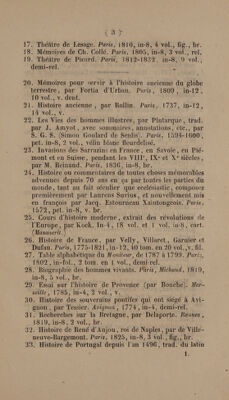 ( 3 )
17. Théâtre de Lesage. Paris, 1810, in-8, 4 vol., fig., br.
18. Mémoires de Ch. Collé. Paris, 1805, in-8, 3 vol., rel.
19. Théâtre de Picard. Paris, 1812-1832. in-8, 9 vol.,
demi-rel.
20. Mémoires pour servir à l'histoire ancienne du globe
terrestre, par Fortia d'Urban. Paris, 1809, in-12,
10 vol., v. dent.
21. Histoire ancienne, par Rollin. Paris, 1737, in-12,
14 vol., v.
22. Les Vies des hommes illustres, par Plutarque, trad.
par J. Amyot, avec sommaires, annotations, etc., par
S. G. S. (Simon Goulard de Senlis). Paris, 1594-1600,
pet. in-8, 2 vol., vélin blanc fleurdelisé.
23. Invasions des Sarrazins en France, en Savoie, en Pié-
mont et en Suisse, pendant les VIIIe, IXe et Xe siècles,
par M. Reinaud. Paris, 1836, in-8, br.
24. Histoire ou commentaires de toutes choses mémorables
advenues depuis 70 ans en ça par toutes les parties du
monde, tant au fait séculier que ecclésiastic, composez
premièrement par Laurens Surius, et nouvellement mis
en françois par Jacq. Estourneau Xaintongeois. Paris,
1572, pet. in-8, v. br.
25. Cours d'histoire moderne, extrait des révolutions de
l'Europe, par Kock. In-4, 18 vol. et 1 vol. in-8, cart.
(Manuscrit.)
26. Histoire de France, par Velly, Villaret, Garnier et
Dufau. Paris, 1775-1821, in-12, 40 tom. en 20 vol., v. fil.
27. Table alphabétique du Moniteur, de 1787 à 1799. Paris,
1802, in-fol., 2 tom. en 1 vol., demi-rel.
28. Biographie des hommes vivants. Paris, Michaud, 1819,
in-8, 5 vol., br.
29. Essai sur l'histoire de Provence (par Bouche). Mar-
seille, 1785, in-4, 2 vol., v.
30. Histoire des souverains pontifes qui ont siégé à Avi-
gnon, par Teissier. Avignon, 1774, in-4, demi-rel.
31. Recherches sur la Bretagne, par Delaporte. Rennes,
1819, in-8, 2 vol., br.
32. Histoire de René d'Anjou, roi de Naples, par de Ville-
neuve-Bargemont. Paris, 1825, in-8, 3 vol., fig., br.
33. Histoire de Portugal depuis l'an 1496, trad. du latin
1.